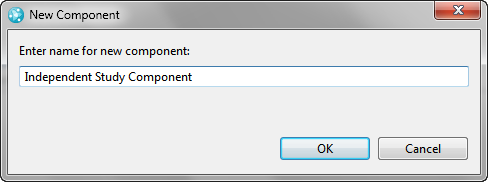 New Component
Enter name for new component:
Independent Study Component
OK
Cancel